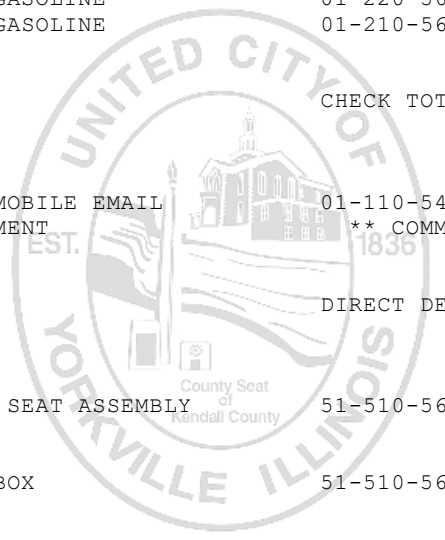 GASOLINE 01-220-56
GASOLINE 01-210-56
CHECK TOT
MOBILE EMAIL 01-110-54
MENT ** COMM
DIRECT DE
SEAT ASSEMBLY 51-510-56
BOX 51-510-56
UNITED CITY OF
EST. 1836
County Seat
of
Kendall County
YORKVILLE ILLINOIS